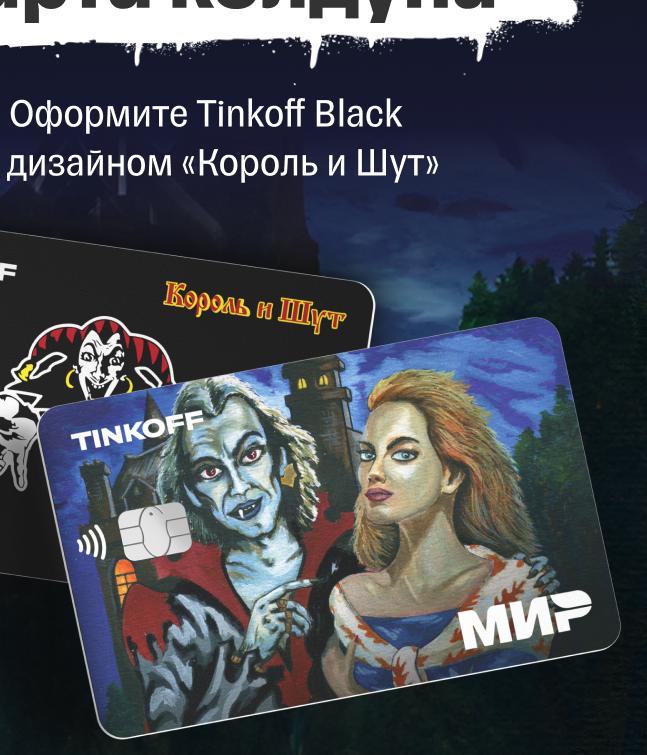 Оформите Tinkoff Black
дизайном «Король и Шут»
Король и Шут
TINKOFF
МИР